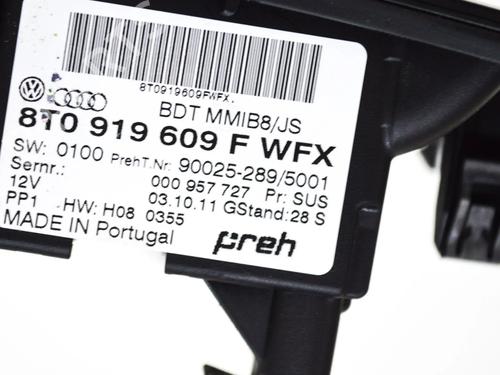 8T0919609FWFX.
BDT MMIB8/JS
8T0 919 609 F WFX
SW: 0100 PrehT.Nr: 90025-289/5001
Sernr.: 000 957 727 Pr: SUS
12V 03.10.11 GStand: 28 S
PP1 HW: H08 0355
MADE IN Portugal preh